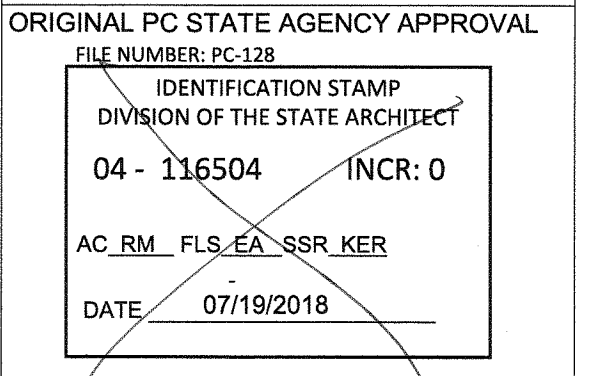 ORIGINAL PC STATE AGENCY APPROVAL
FILE NUMBER: PC-128
IDENTIFICATION STAMP
DIVISION OF THE STATE ARCHITECT
04 - 116504 INCR: 0
AC RM FLS EA SSR KER
DATE 07/19/2018